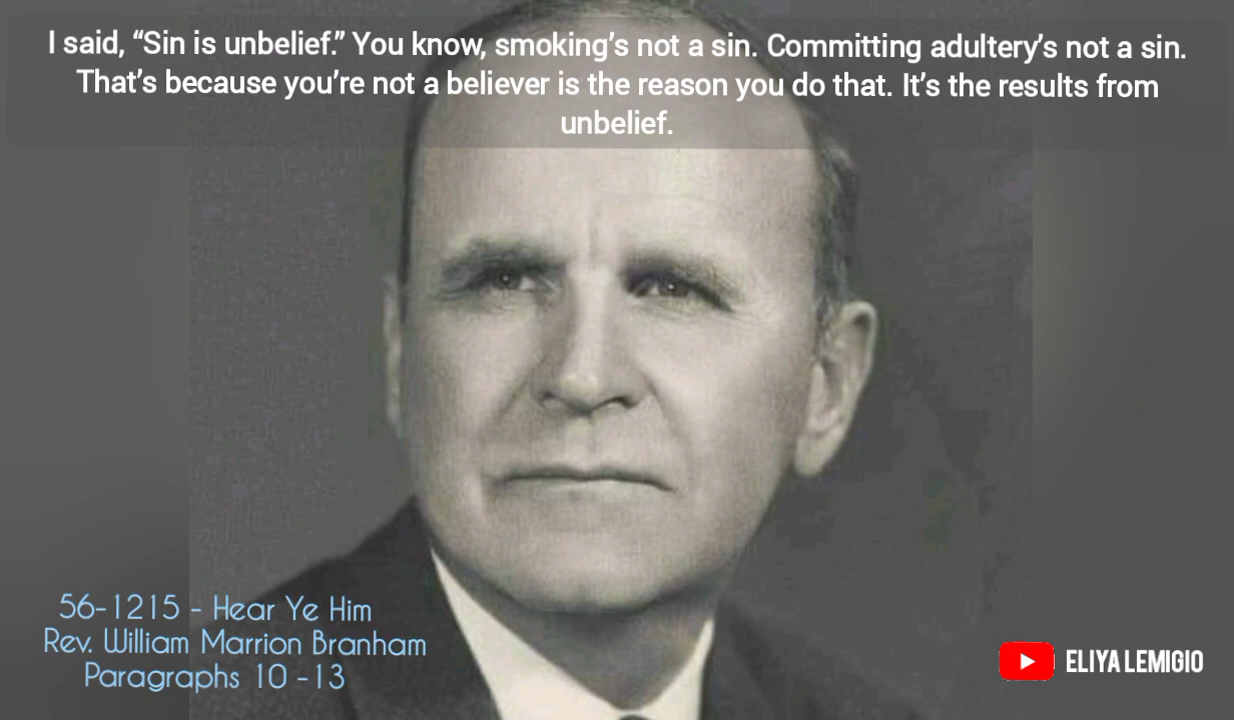 I said, “Sin is unbelief.” You know, smoking’s not a sin. Committing adultery’s not a sin.
That’s because you’re not a believer is the reason you do that. It’s the results from
unbelief.
56-1215 - Hear Ye Him
Rev. William Marrion Branham
Paragraphs 10 -13
ELIYA LEMIGIO